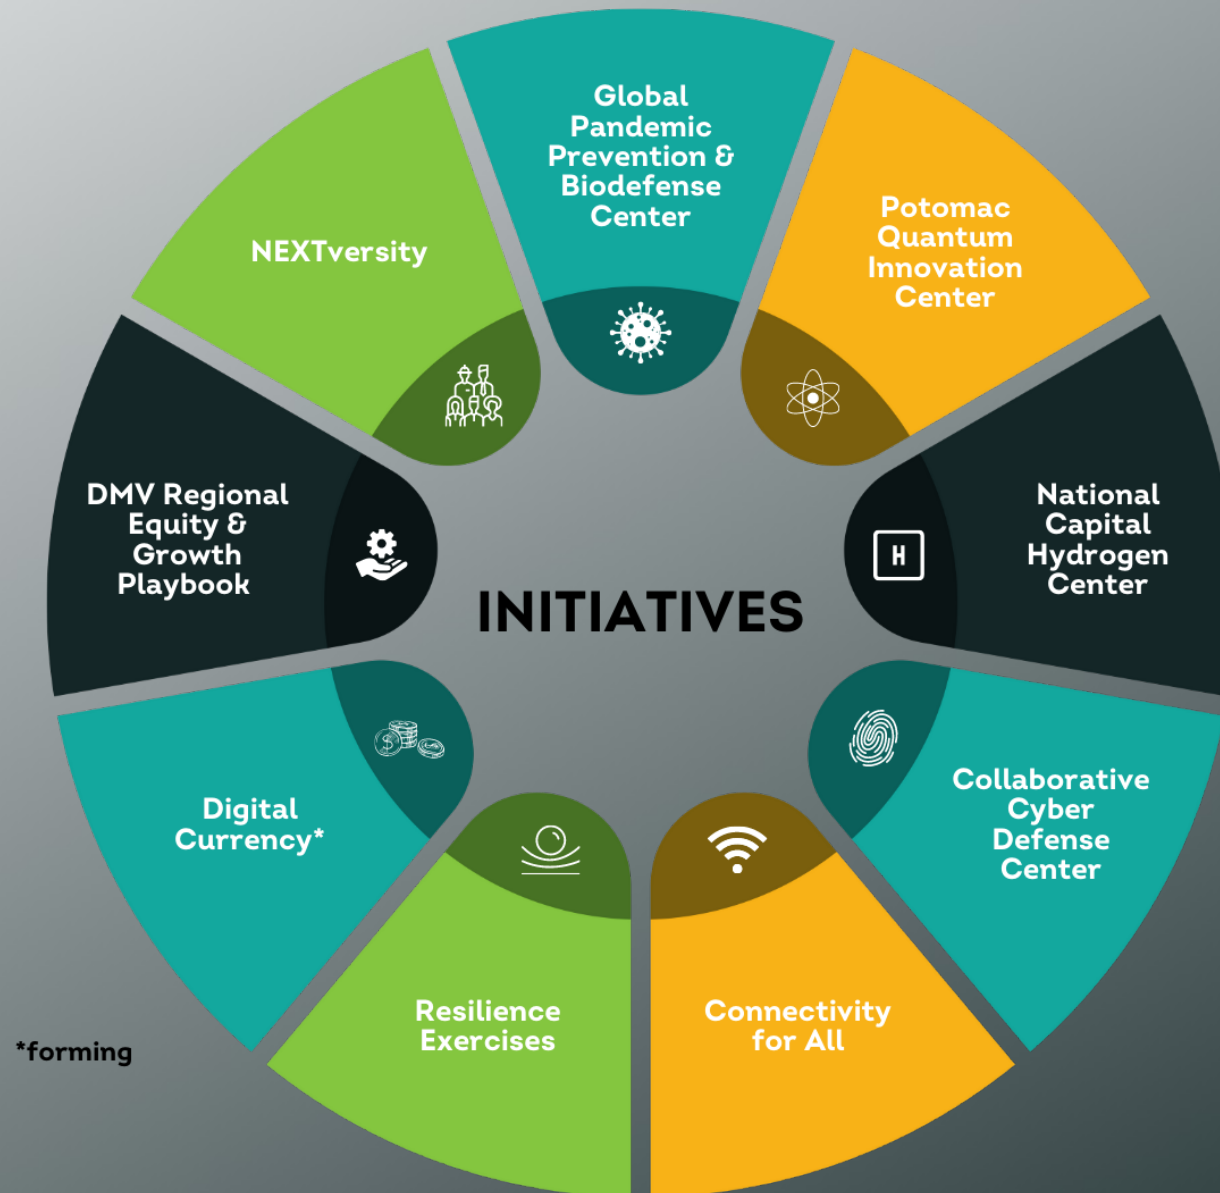 Global
Pandemic
Prevention &
Biodefense
Center
Potomac
Quantum
Innovation
Center
National
Capital
Hydrogen
Center
H
Collaborative
Cyber
Defense
Center
Connectivity
for All
Resilience
Exercises
Digital
Currency*
$
DMV Regional
Equity &
Growth
Playbook
NEXTversity
INITIATIVES
*forming